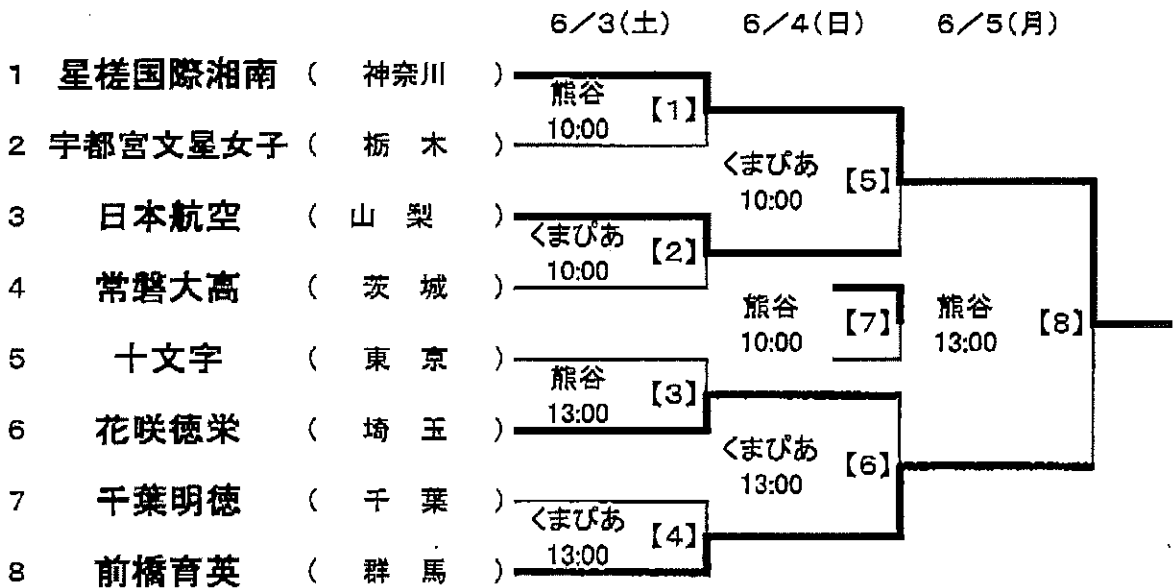 6/3(土) 6/4(日) 6/5(月)
1 星槎国際湘南 ( 神奈川 )
熊谷
10:00 【1】
2 宇都宮文星女子 ( 栃木 )
くまぴあ
10:00 【5】
3 日本航空 ( 山梨 )
くまぴあ
10:00 【2】
4 常磐大高 ( 茨城 )
熊谷
10:00 【7】
熊谷
13:00 【8】
5 十文字 ( 東京 )
熊谷
13:00 【3】
6 花咲徳栄 ( 埼玉 )
くまぴあ
13:00 【6】
7 千葉明徳 ( 千葉 )
くまぴあ
13:00 【4】
8 前橋育英 ( 群馬 )